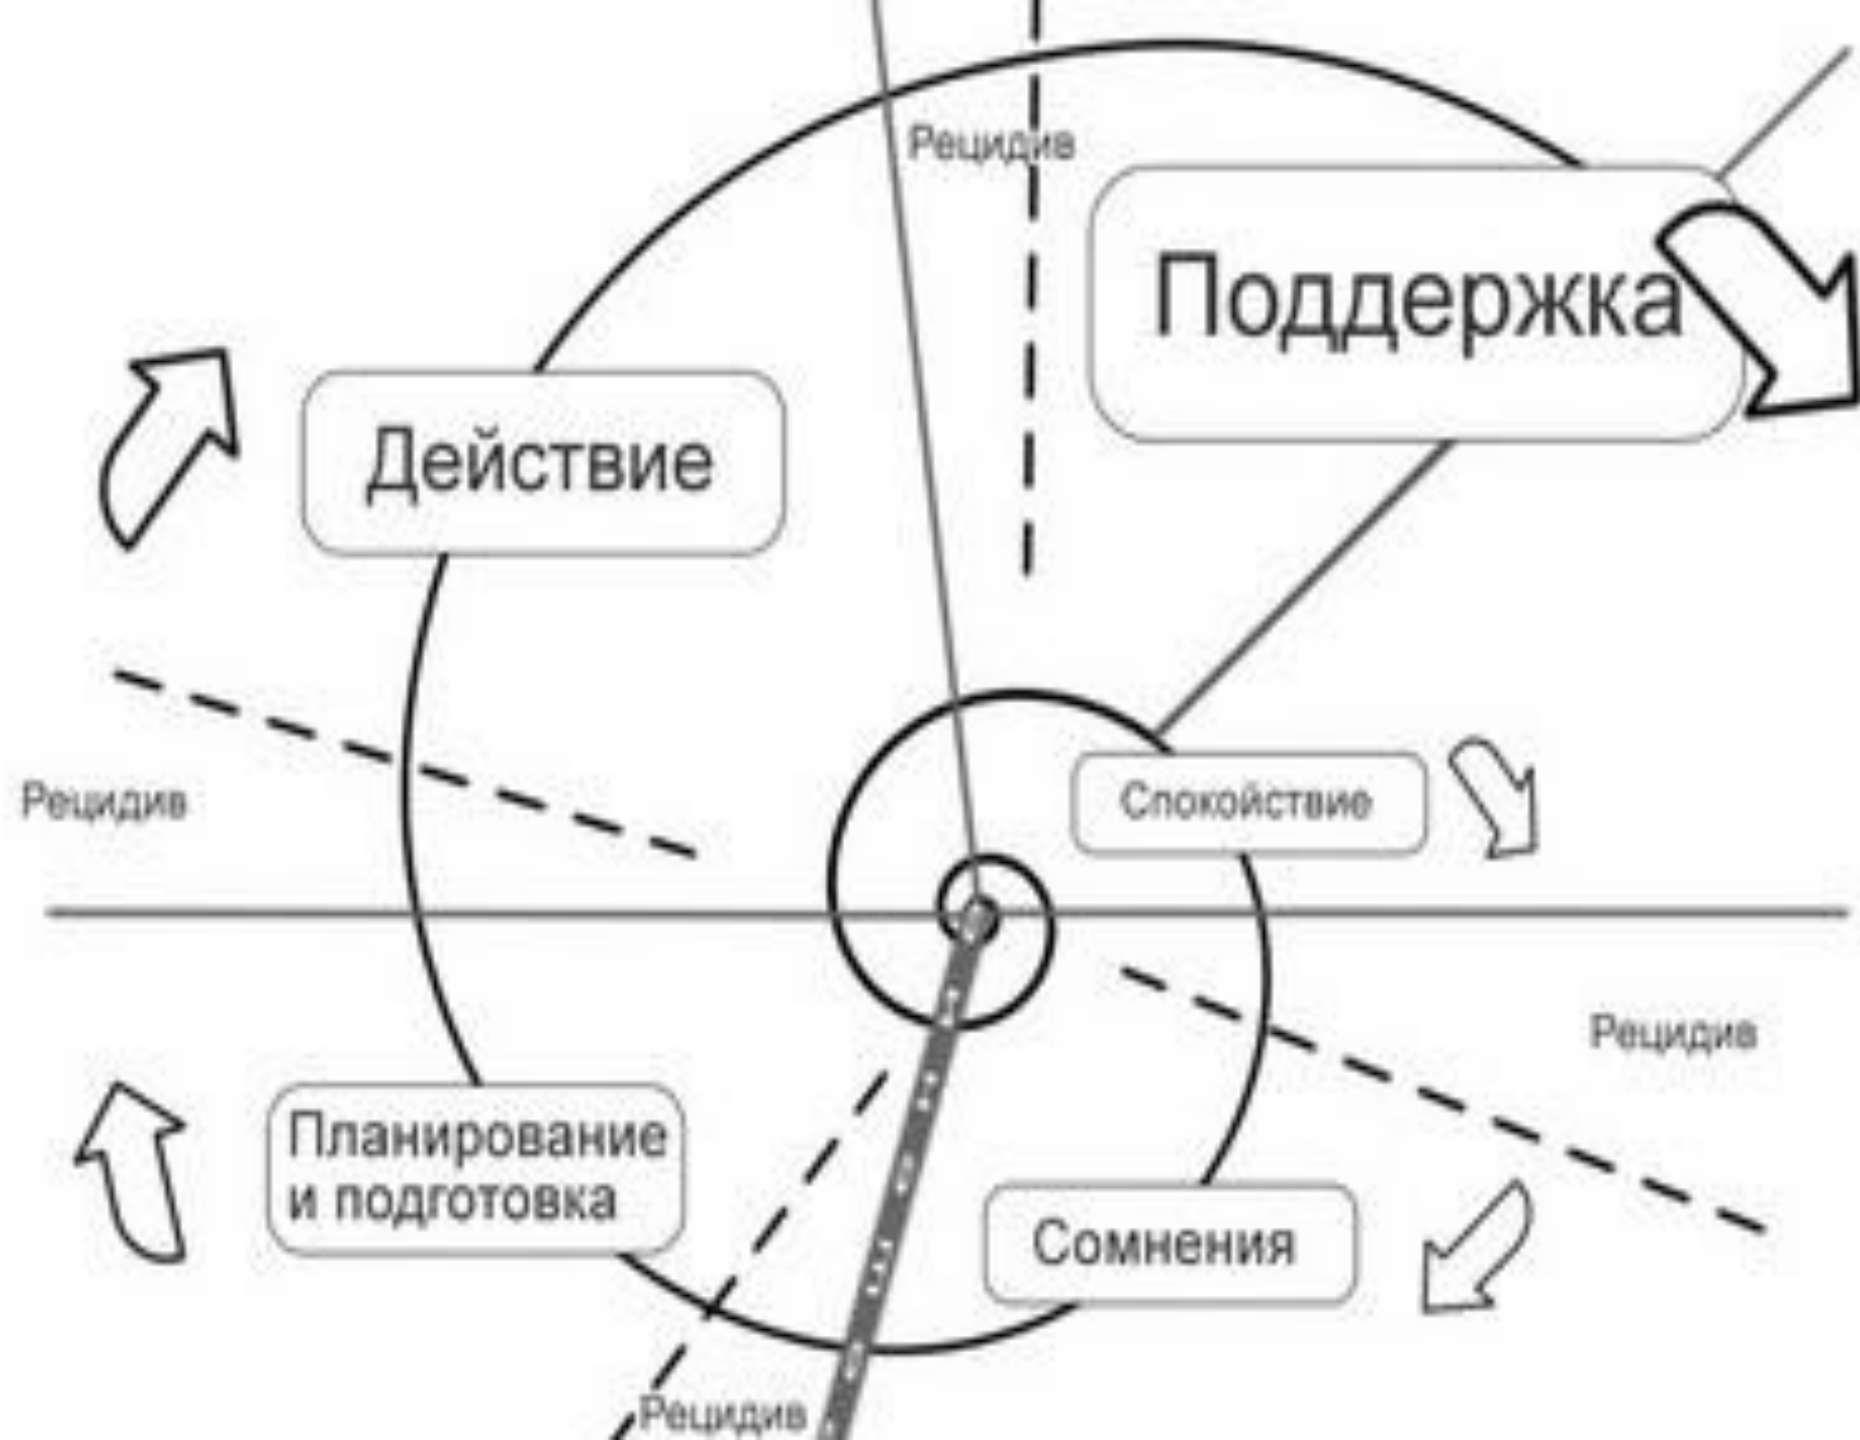 Рецидив
Поддержка
Действие
Рецидив
Спокойствие
Рецидив
Планирование
и подготовка
Сомнения
Рецидив